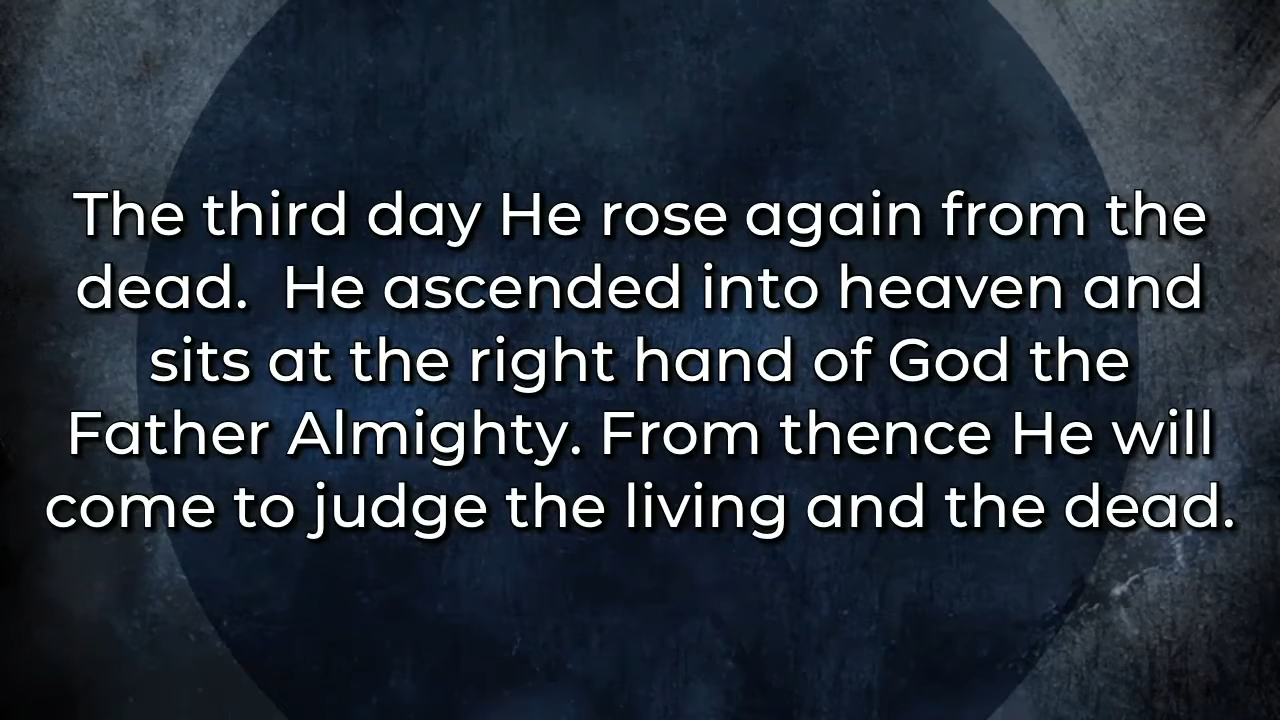 The third day He rose again from the
dead.  He ascended into heaven and
sits at the right hand of God the
Father Almighty. From thence He will
come to judge the living and the dead.